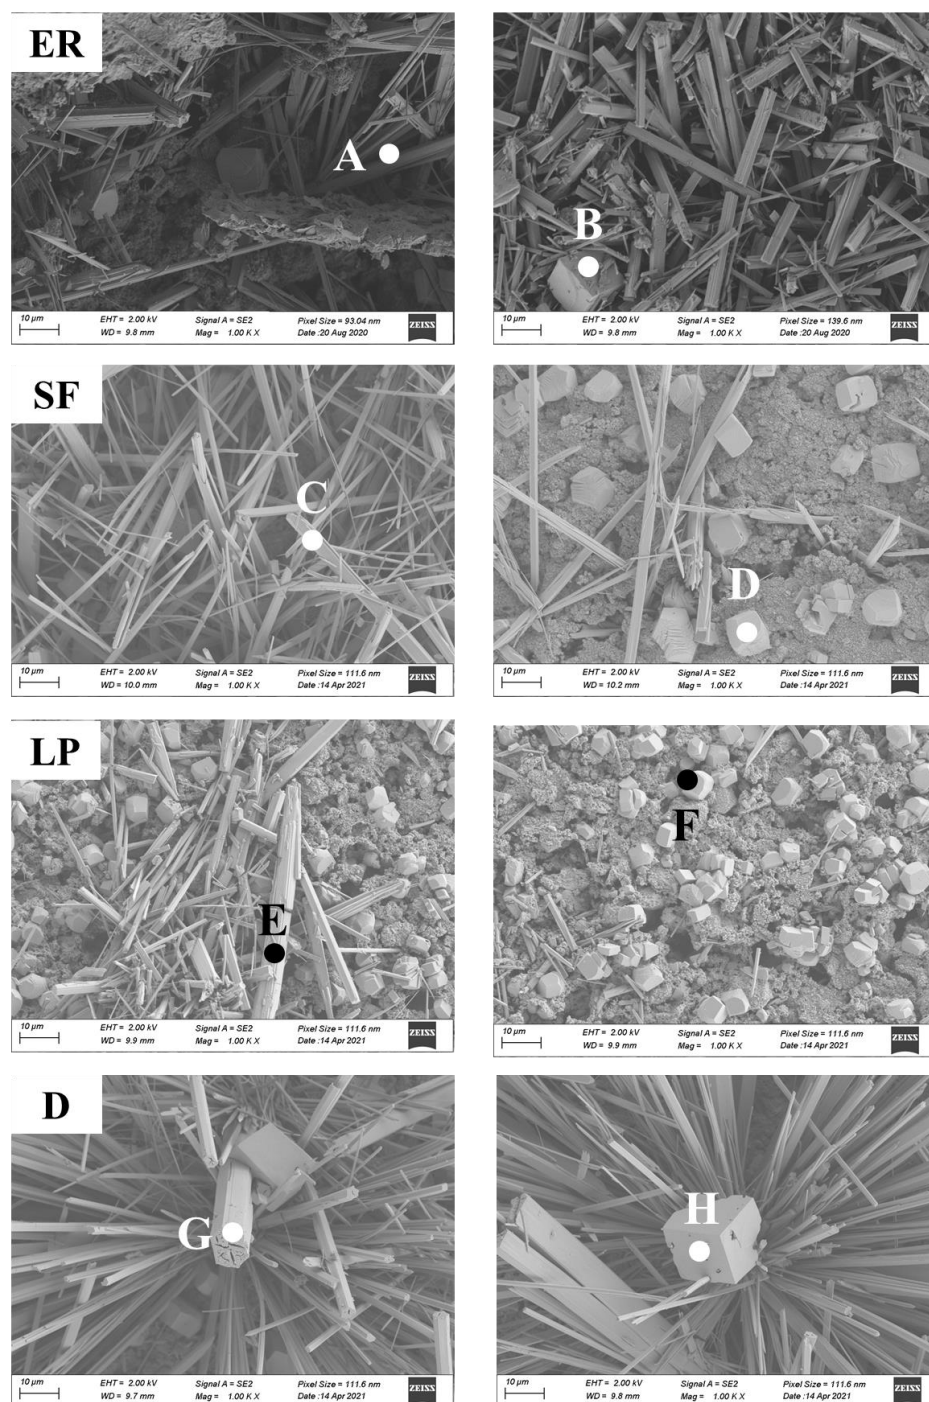 ER
A
B
10 µm EHT = 2.00 kV Signal A = SE2 Pixel Size = 93.04 nm ZEISS
WD = 9.8 mm Mag = 1.00 K X Date :20 Aug 2020
10 µm EHT = 2.00 kV Signal A = SE2 Pixel Size = 139.6 nm ZEISS
WD = 9.8 mm Mag = 1.00 K X Date :20 Aug 2020
SF
C
D
10 µm EHT = 2.00 kV Signal A = SE2 Pixel Size = 111.6 nm ZEISS
WD = 10.0 mm Mag = 1.00 K X Date :14 Apr 2021
10 µm EHT = 2.00 kV Signal A = SE2 Pixel Size = 111.6 nm ZEISS
WD = 10.2 mm Mag = 1.00 K X Date :14 Apr 2021
LP
E
F
10 µm EHT = 2.00 kV Signal A = SE2 Pixel Size = 111.6 nm ZEISS
WD = 9.9 mm Mag = 1.00 K X Date :14 Apr 2021
10 µm EHT = 2.00 kV Signal A = SE2 Pixel Size = 111.6 nm ZEISS
WD = 9.9 mm Mag = 1.00 K X Date :14 Apr 2021
D
G
H
10 µm EHT = 2.00 kV Signal A = SE2 Pixel Size = 111.6 nm ZEISS
WD = 9.7 mm Mag = 1.00 K X Date :14 Apr 2021
10 µm EHT = 2.00 kV Signal A = SE2 Pixel Size = 111.6 nm ZEISS
WD = 9.8 mm Mag = 1.00 K X Date :14 Apr 2021